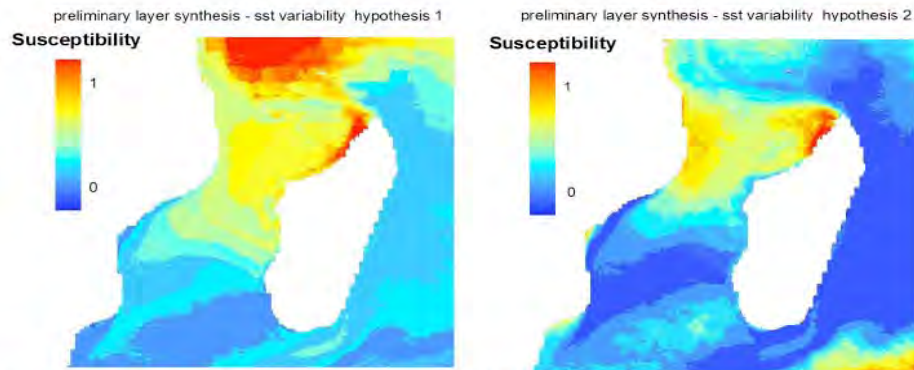 preliminary layer synthesis - sst variability hypothesis 1
Susceptibility
1
0
preliminary layer synthesis - sst variability hypothesis 2
Susceptibility
1
0